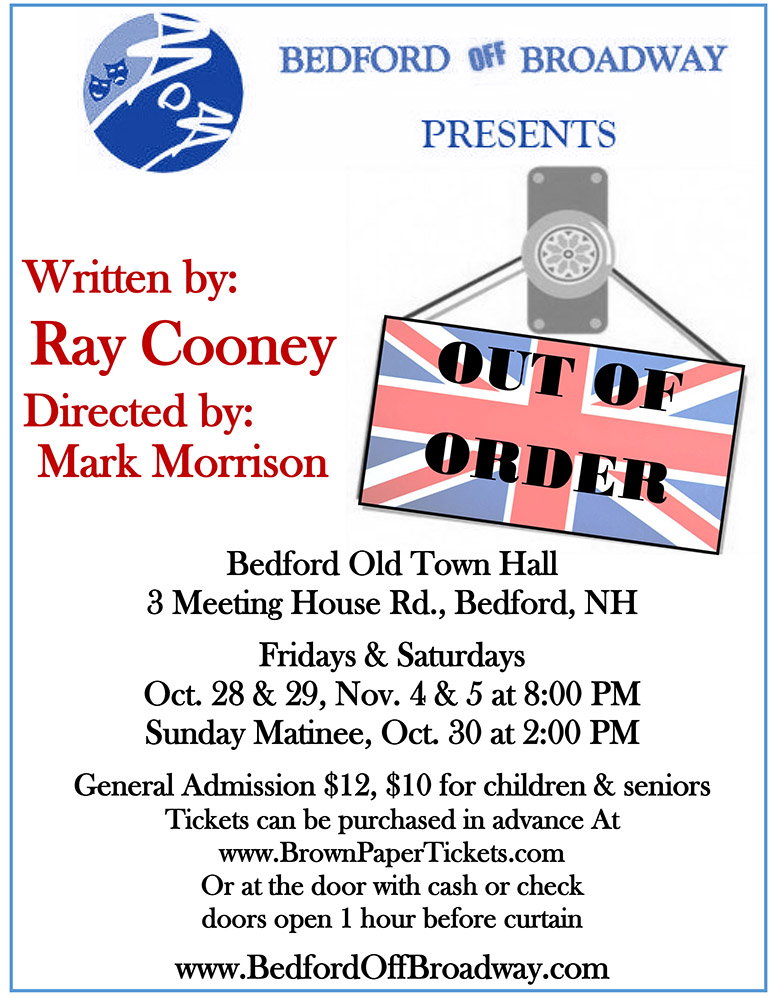 BOB
BEDFORD OFF BROADWAY
PRESENTS
Written by:
Ray Cooney
Directed by:
Mark Morrison
OUT OF
ORDER
Bedford Old Town Hall
3 Meeting House Rd., Bedford, NH
Fridays & Saturdays
Oct. 28 & 29, Nov. 4 & 5 at 8:00 PM
Sunday Matinee, Oct. 30 at 2:00 PM
General Admission $12, $10 for children & seniors
Tickets can be purchased in advance At
www.BrownPaperTickets.com
Or at the door with cash or check
doors open 1 hour before curtain
www.BedfordOffBroadway.com